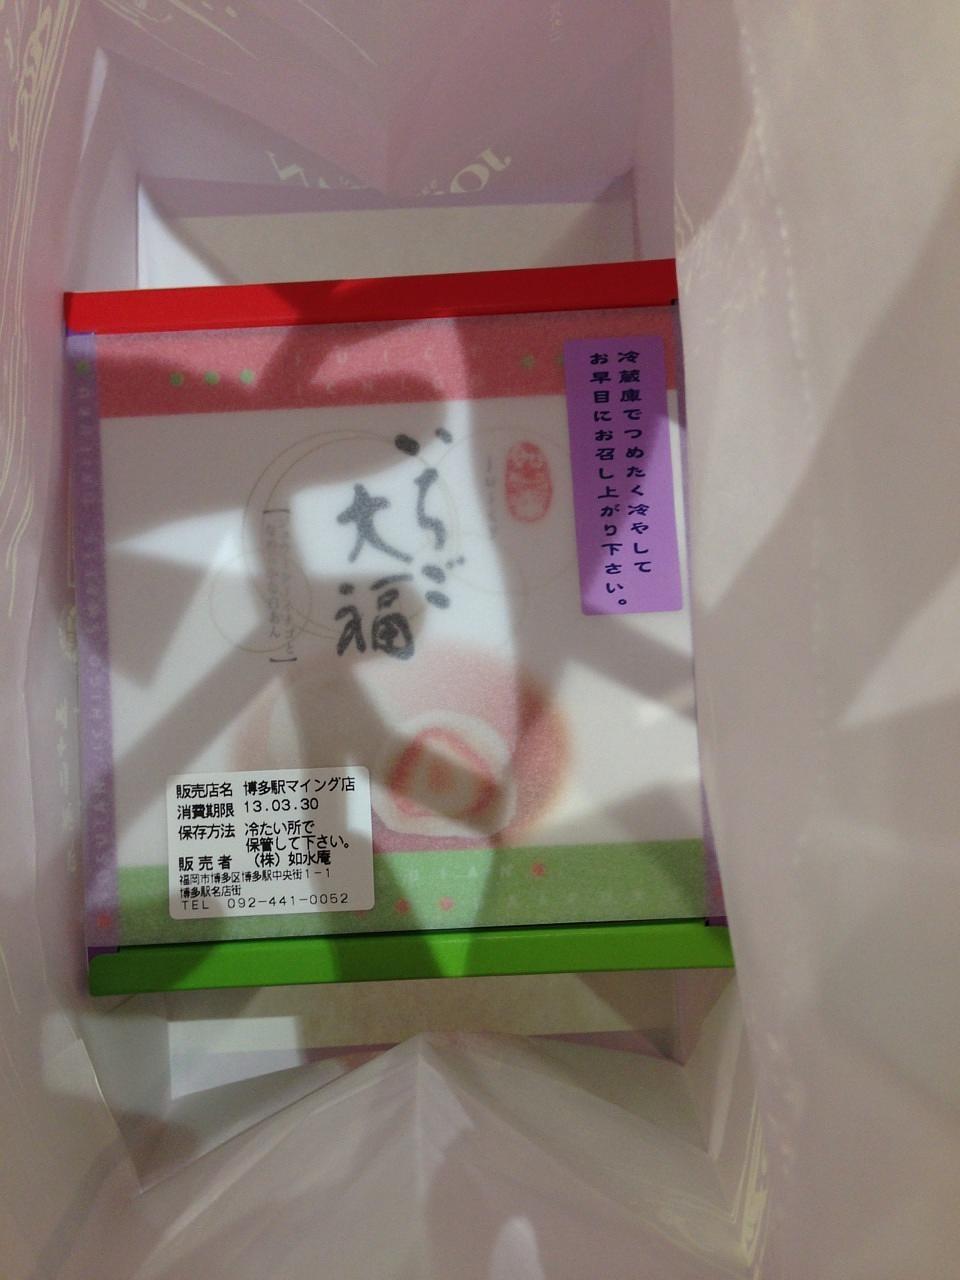 JUICY
冷蔵庫でつめたく冷やして
お早目にお召し上がり下さい。
いちご
大福
販売店名 博多駅マイング店
消費期限 13.03.30
保存方法 冷たい所で
保管して下さい。
販売者 (株)如水庵
福岡市博多区博多駅中央街1-1
博多駅名店街
TEL 092-441-0052